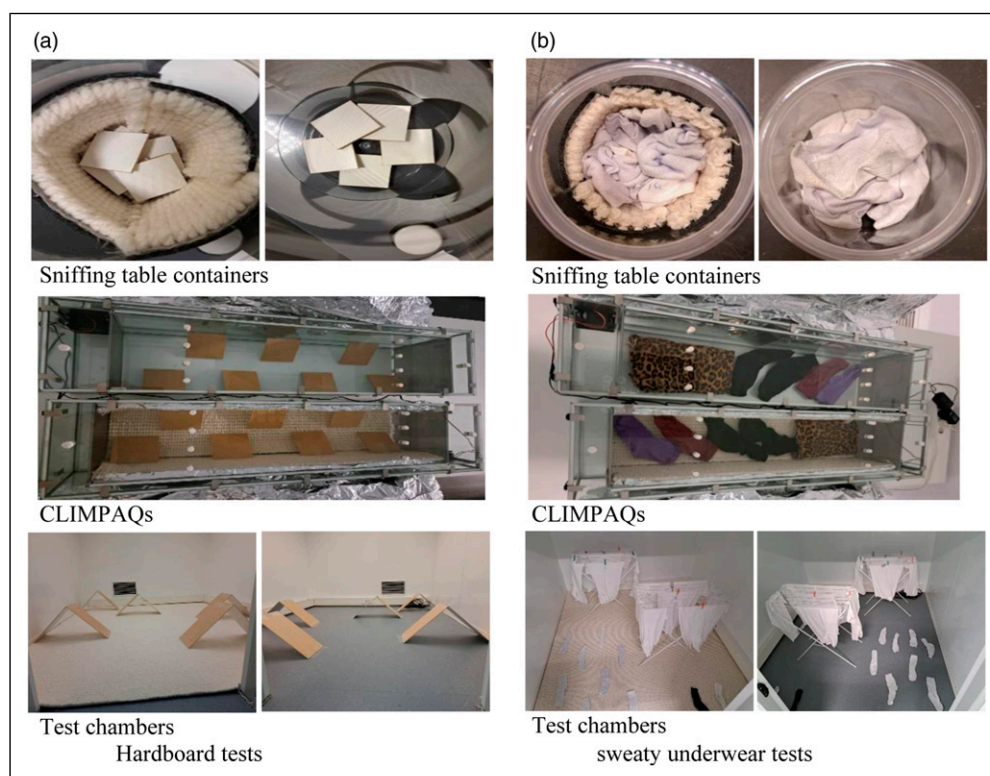 (a)
(b)
Sniffing table containers
Sniffing table containers
CLIMPAQs
CLIMPAQs
Test chambers
Test chambers
Hardboard tests
sweaty underwear tests